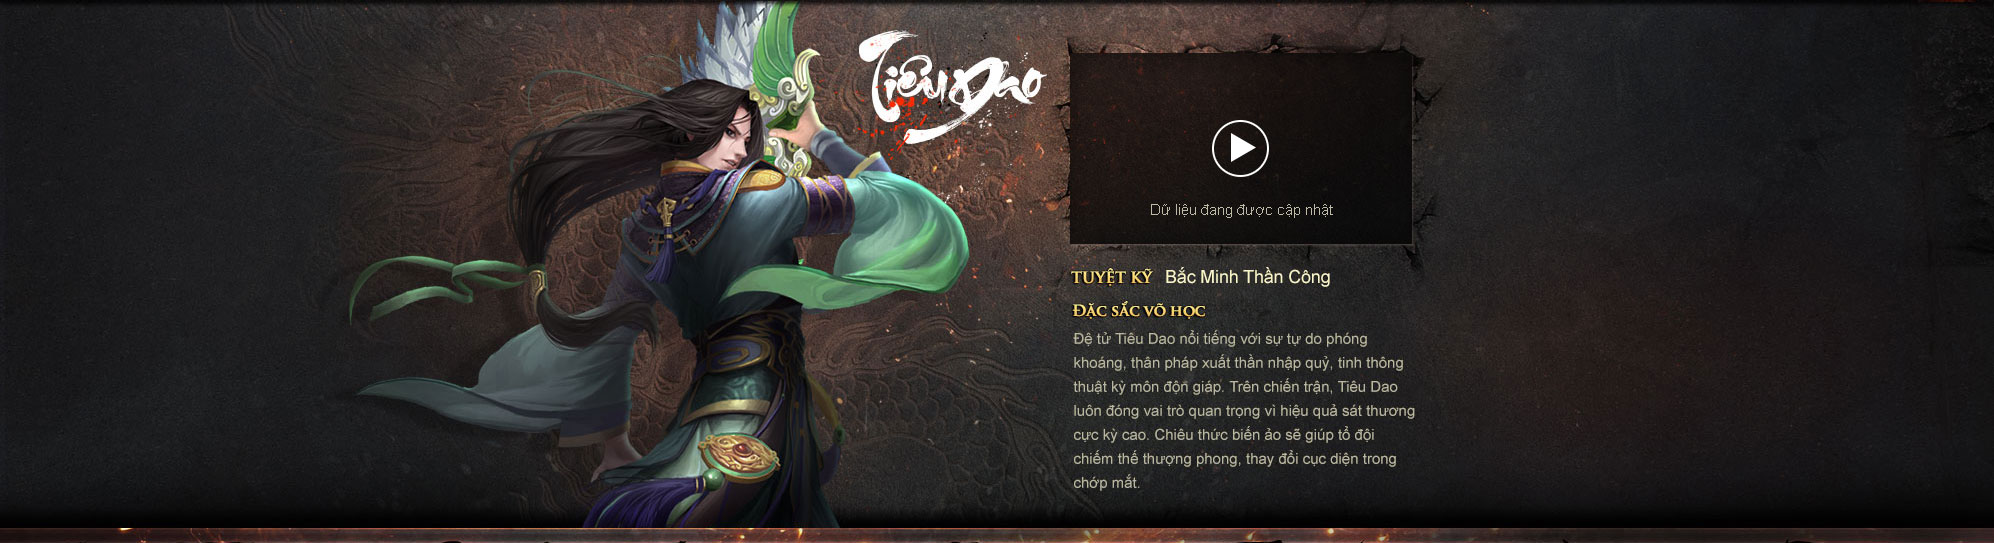 Tiêu Dao
Dữ liệu đang được cập nhật
TUYỆT KỸ Bắc Minh Thần Công
ĐẶC SẮC VÕ HỌC
Đệ tử Tiêu Dao nổi tiếng với sự tự do phóng
khoáng, thân pháp xuất thần nhập quỷ, tinh thông
thuật kỳ môn độn giáp. Trên chiến trận, Tiêu Dao
luôn đóng vai trò quan trọng vì hiệu quả sát thương
cực kỳ cao. Chiêu thức biến ảo sẽ giúp tổ đội
chiếm thế thượng phong, thay đổi cục diện trong
chớp mắt.